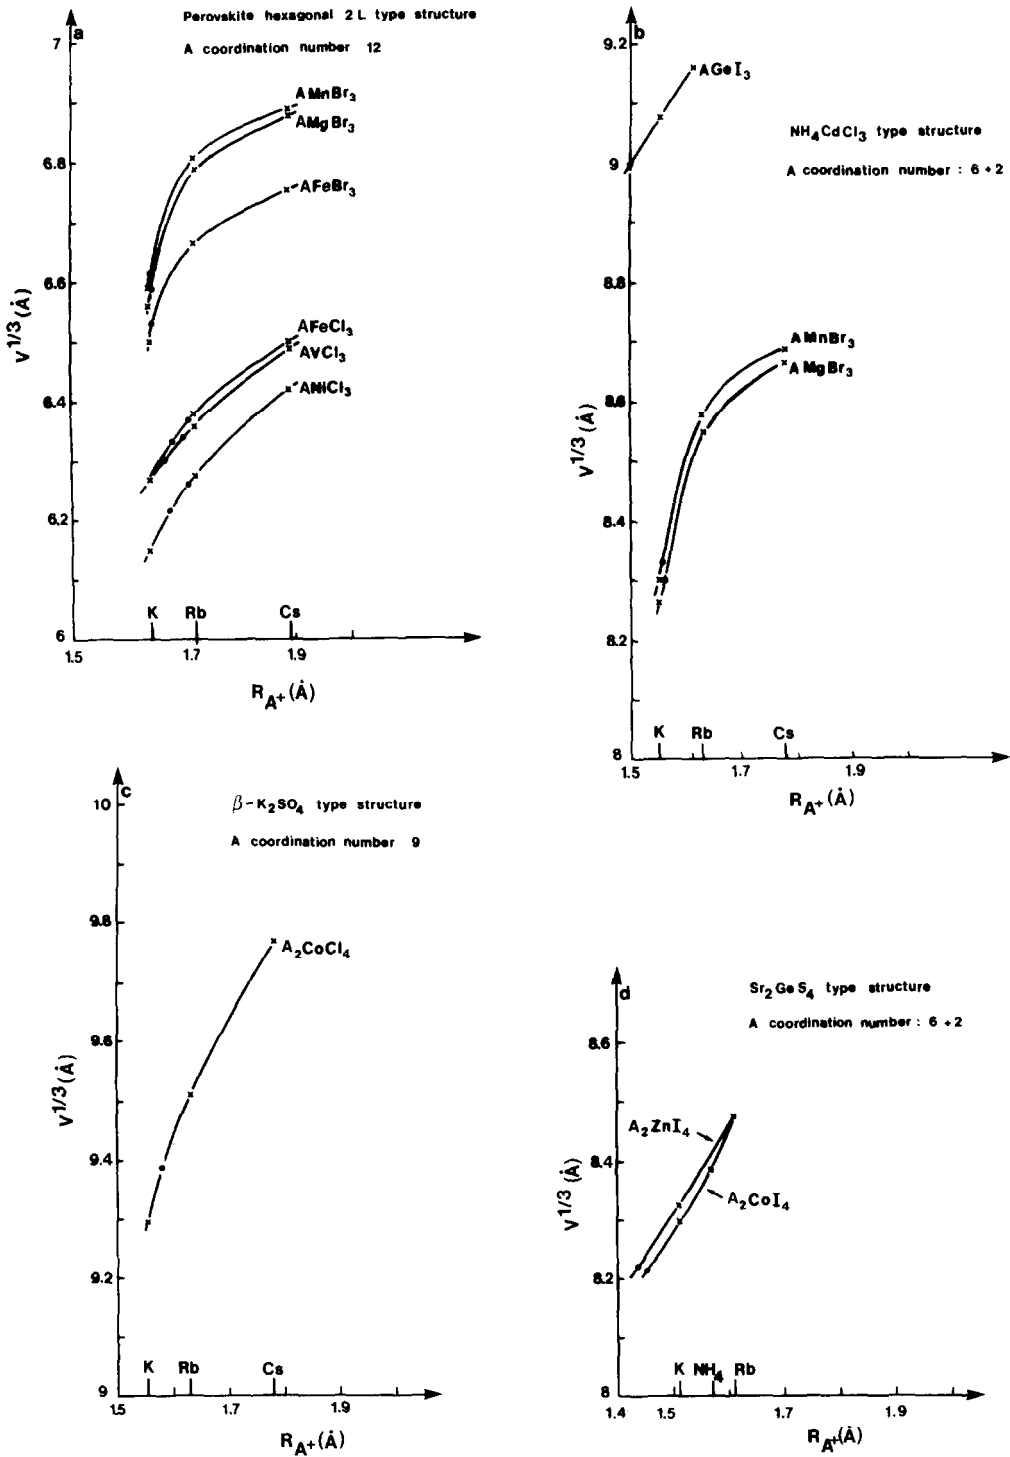 a
Perovskite hexagonal 2L type structure
A coordination number 12
7
6.8
6.6
6.4
6.2
6
V1/3 (Å)
AMnBr3
AMgBr3
AFeBr3
AFeCl3
AVCl3
ANiCl3
K Rb Cs
1.5 1.7 1.9
RA+ (Å)
b
NH4CdCl3 type structure
A coordination number : 6+2
9.2
9
8.8
8.6
8.4
8.2
8
V1/3 (Å)
AGeI3
AMnBr3
AMgBr3
K Rb Cs
1.5 1.7 1.9
RA+ (Å)
c
β-K2SO4 type structure
A coordination number 9
10
9.8
9.6
9.4
9.2
9
V1/3 (Å)
A2CoCl4
K Rb Cs
1.5 1.7 1.9
RA+ (Å)
d
Sr2GeS4 type structure
A coordination number : 6+2
8.6
8.4
8.2
8
V1/3 (Å)
A2ZnI4
A2CoI4
K NH4 Rb
1.4 1.5 1.7 1.9
RA+ (Å)